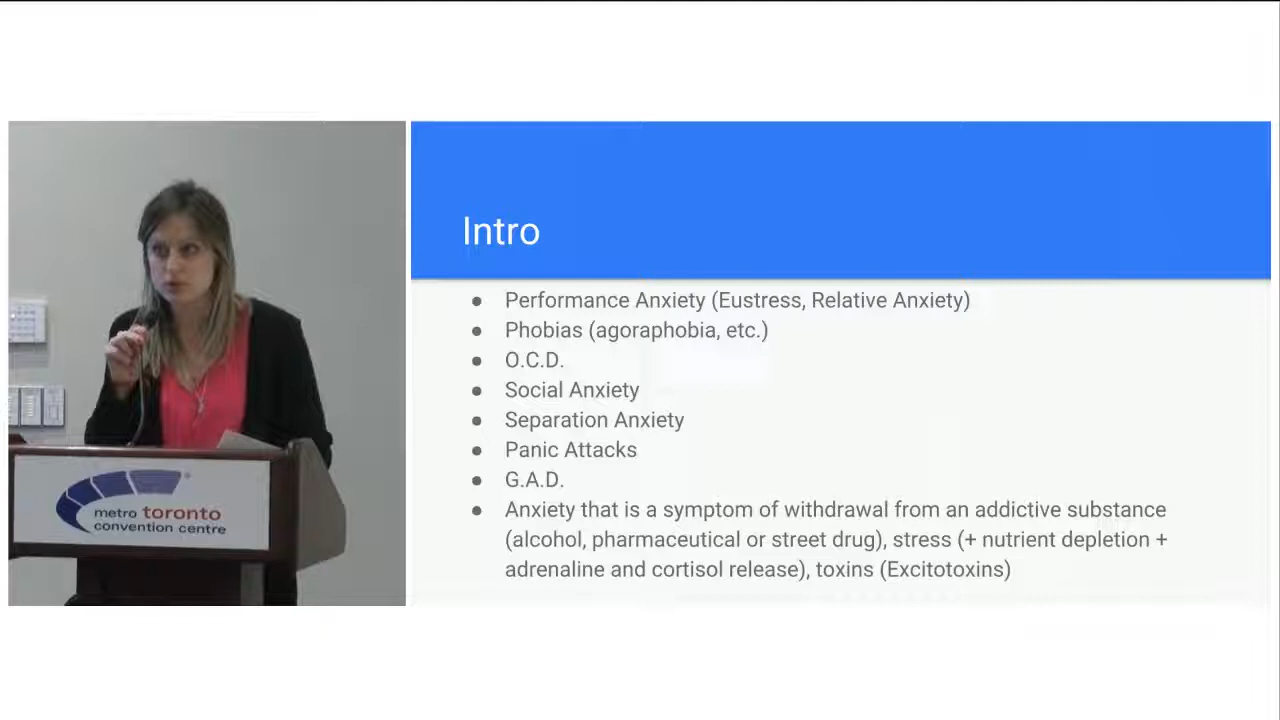 Intro
● Performance Anxiety (Eustress, Relative Anxiety)
● Phobias (agoraphobia, etc.)
● O.C.D.
● Social Anxiety
● Separation Anxiety
● Panic Attacks
● G.A.D.
● Anxiety that is a symptom of withdrawal from an addictive substance
(alcohol, pharmaceutical or street drug), stress (+ nutrient depletion +
adrenaline and cortisol release), toxins (Excitotoxins)
metro toronto
convention centre